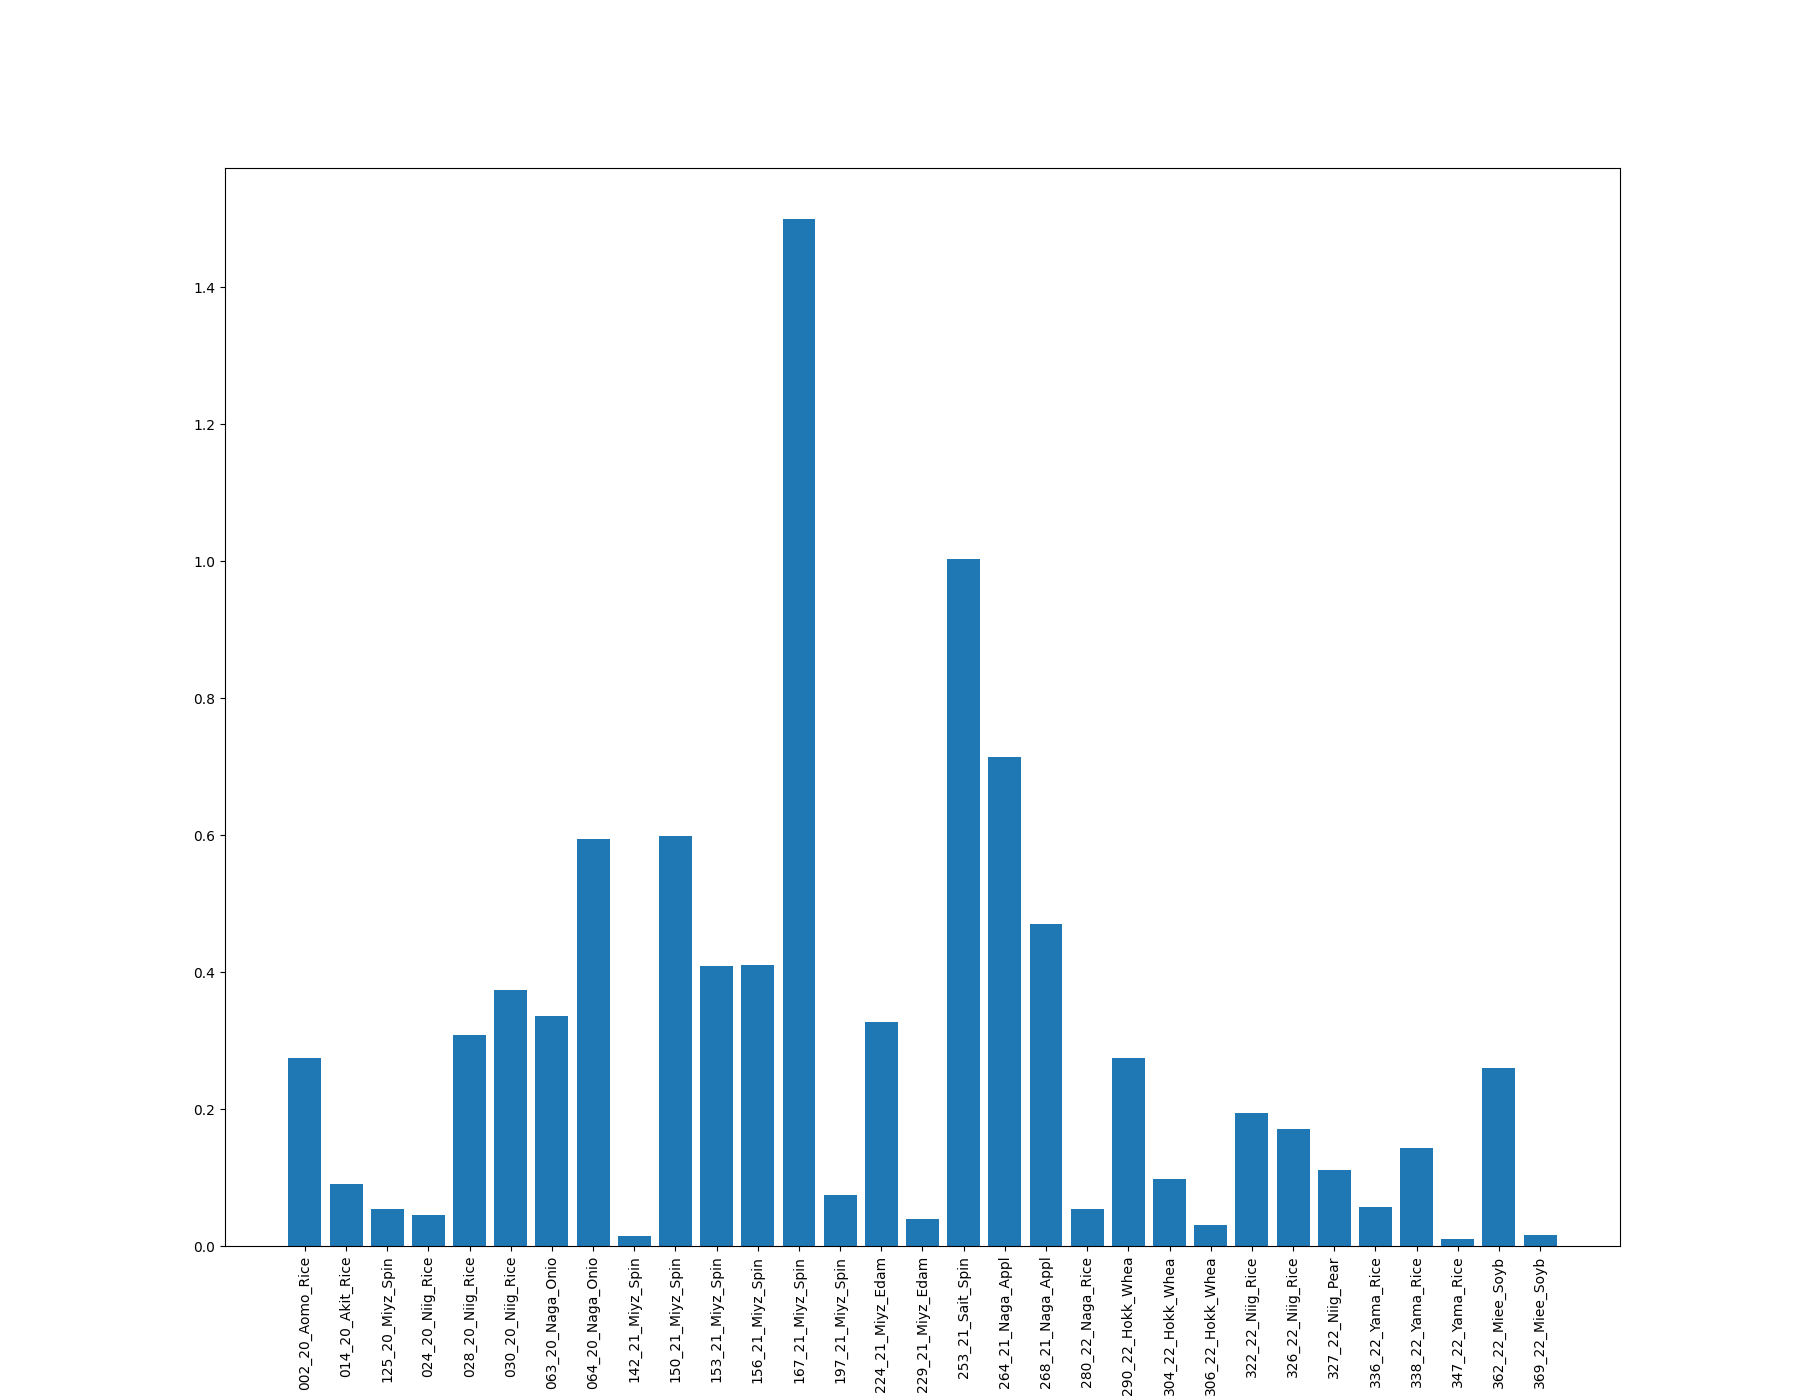 1.4
1.2
1.0
0.8
0.6
0.4
0.2
0.0
002_20_Aomo_Rice
014_20_Akit_Rice
125_20_Miyz_Spin
024_20_Niig_Rice
028_20_Niig_Rice
030_20_Niig_Rice
063_20_Naga_Onio
064_20_Naga_Onio
142_21_Miyz_Spin
150_21_Miyz_Spin
153_21_Miyz_Spin
156_21_Miyz_Spin
167_21_Miyz_Spin
197_21_Miyz_Spin
224_21_Miyz_Edam
229_21_Miyz_Edam
253_21_Sait_Spin
264_21_Naga_Appl
268_21_Naga_Appl
280_22_Naga_Rice
290_22_Hokk_Whea
304_22_Hokk_Whea
306_22_Hokk_Whea
322_22_Niig_Rice
326_22_Niig_Rice
327_22_Niig_Pear
336_22_Yama_Rice
338_22_Yama_Rice
347_22_Yama_Rice
362_22_Miee_Soyb
369_22_Miee_Soyb